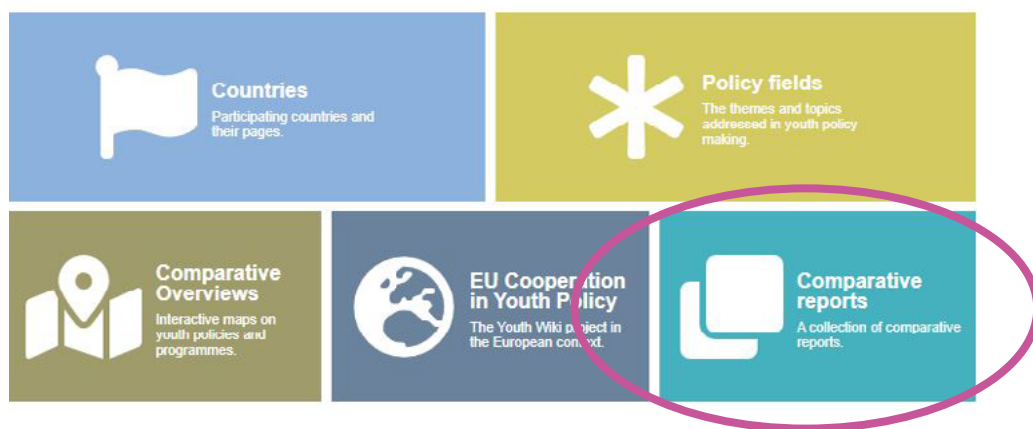 Countries
Participating countries and
their pages.
Policy fields
The themes and topics
addressed in youth policy
making.
Comparative
Overviews
Interactive maps on
youth policies and
programmes.
EU Cooperation
in Youth Policy
The Youth Wiki project in
the European context.
Comparative
reports
A collection of comparative
reports.